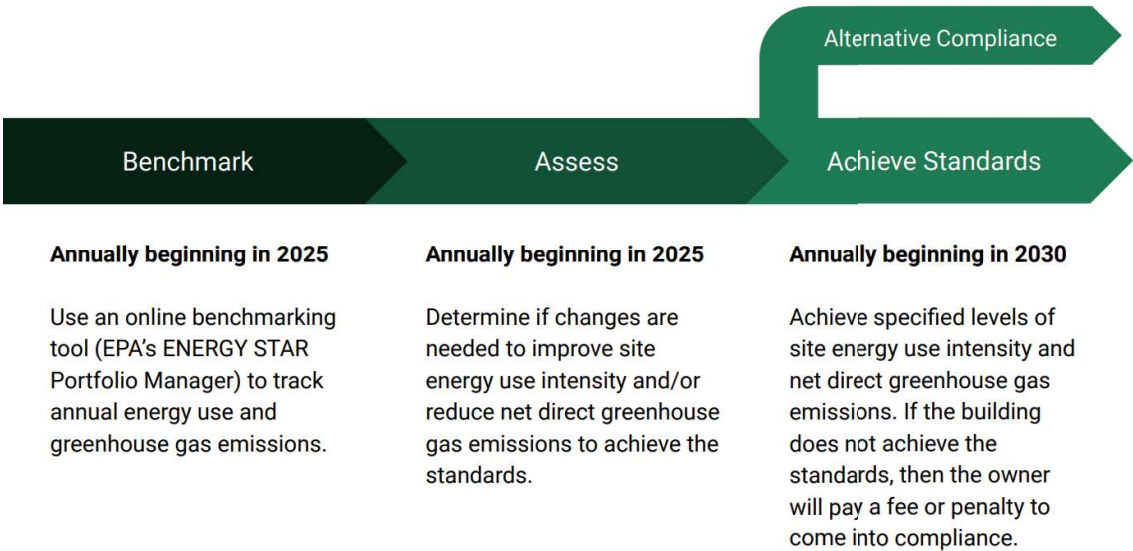 Alternative Compliance
Benchmark
Assess
Achieve Standards
Annually beginning in 2025
Use an online benchmarking
tool (EPA's ENERGY STAR
Portfolio Manager) to track
annual energy use and
greenhouse gas emissions.
Annually beginning in 2025
Determine if changes are
needed to improve site
energy use intensity and/or
reduce net direct greenhouse
gas emissions to achieve the
standards.
Annually beginning in 2030
Achieve specified levels of
site energy use intensity and
net direct greenhouse gas
emissions. If the building
does not achieve the
standards, then the owner
will pay a fee or penalty to
come into compliance.